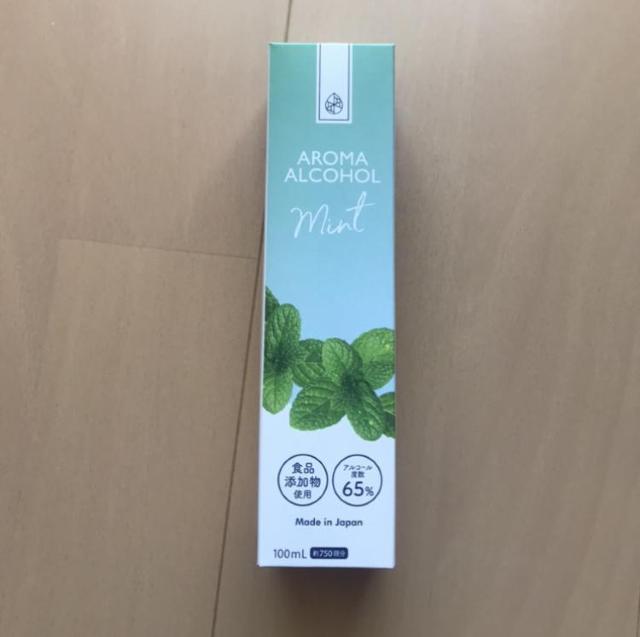 AROMA
ALCOHOL
Mint
食品
添加物
使用
アルコール
度数
65%
Made in Japan
100mL 約750回分